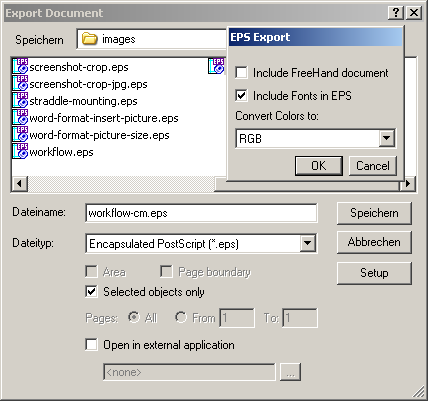 Export Document
Speichern
images
screenshot-crop.eps
screenshot-crop-jpg.eps
straddle-mounting.eps
word-format-insert-picture.eps
word-format-picture-size.eps
workflow.eps
EPS Export
Include FreeHand document
Include Fonts in EPS
Convert Colors to:
RGB
OK Cancel
Dateiname: workflow-cm.eps Speichern
Dateityp: Encapsulated PostScript (*.eps) Abbrechen
Area Page boundary Setup
Selected objects only
Pages: All From 1 To: 1
Open in external application
<none> ...